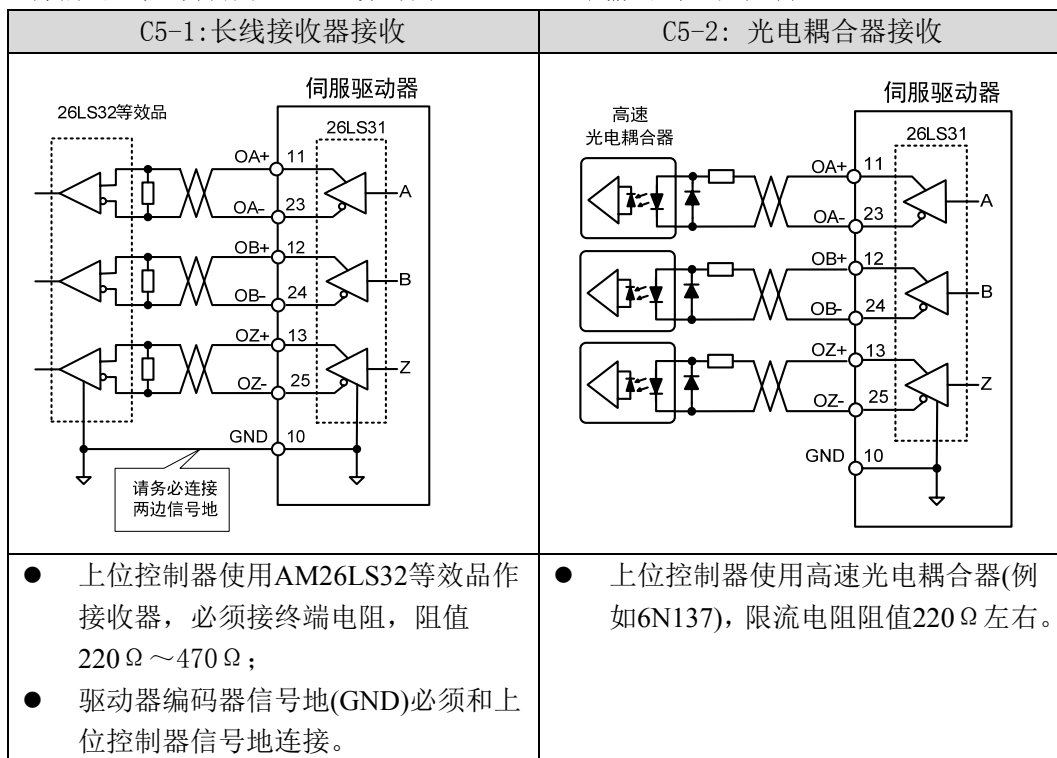 C5-1:长线接收器接收
C5-2: 光电耦合器接收
伺服驱动器
26LS32等效品
26LS31
OA+ 11
A
OA- 23
OB+ 12
B
OB- 24
OZ+ 13
Z
OZ- 25
GND 10
请务必连接
两边信号地
伺服驱动器
高速
光电耦合器
26LS31
OA+ 11
A
OA- 23
OB+ 12
B
OB- 24
OZ+ 13
Z
OZ- 25
GND 10
● 上位控制器使用AM26LS32等效品作
接收器，必须接终端电阻，阻值
220Ω～470Ω；
● 驱动器编码器信号地(GND)必须和上
位控制器信号地连接。
● 上位控制器使用高速光电耦合器(例
如6N137)，限流电阻阻值220Ω左右。